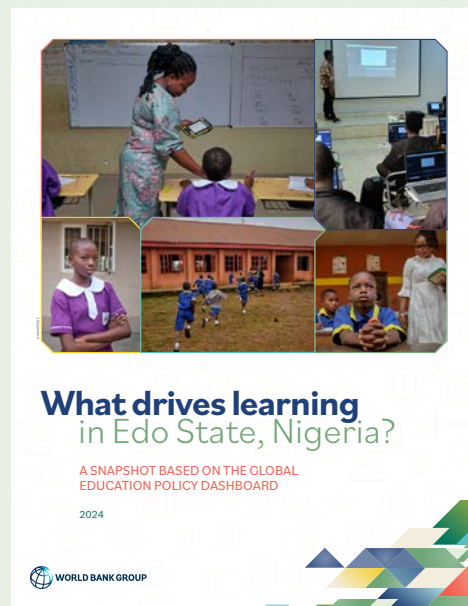 What drives learning
in Edo State, Nigeria?
A SNAPSHOT BASED ON THE GLOBAL
EDUCATION POLICY DASHBOARD
2024
WORLD BANK GROUP